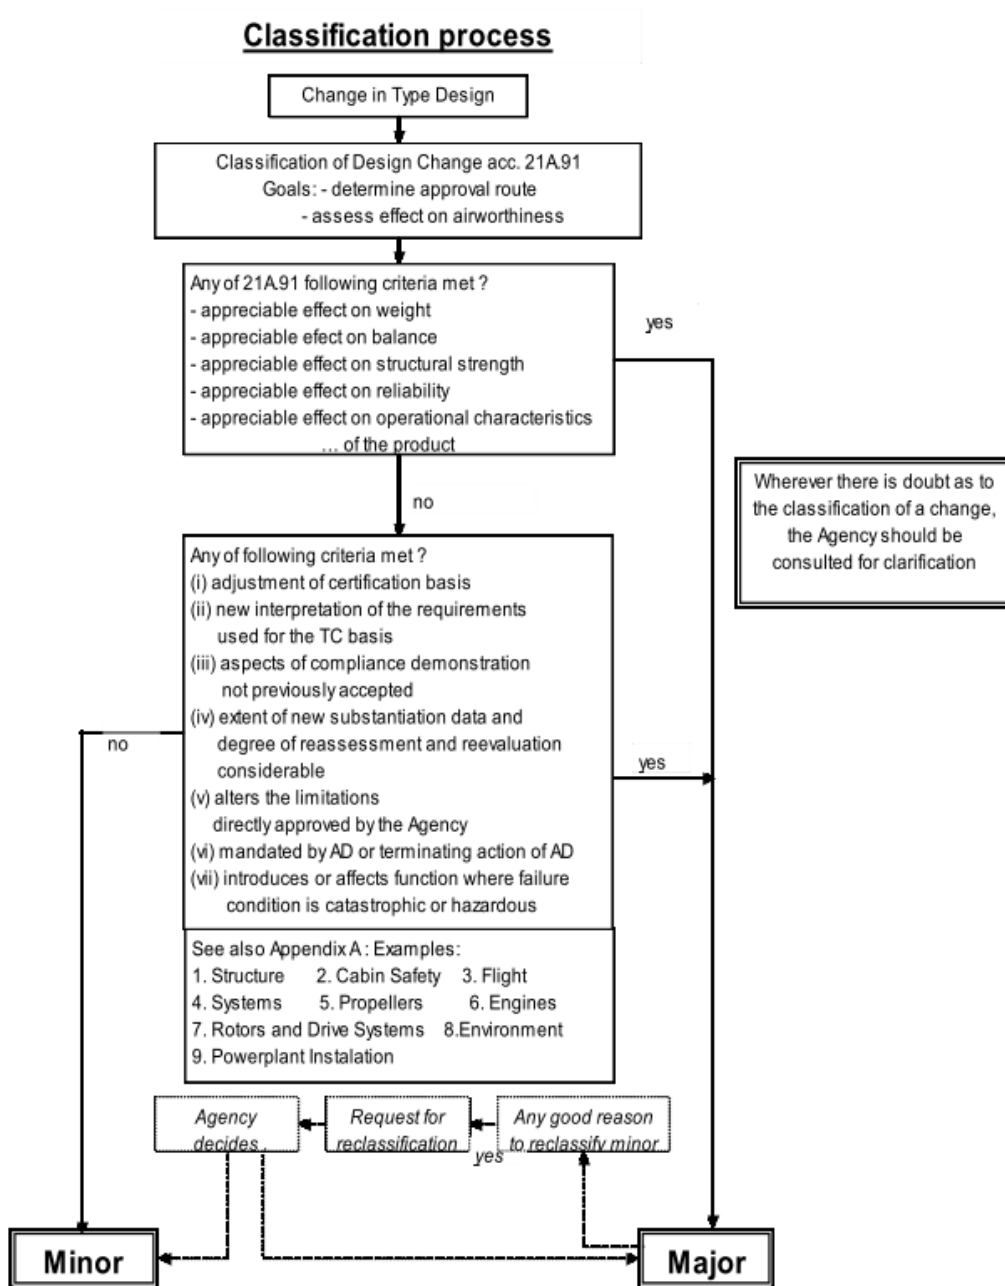 Classification process
Change in Type Design
Classification of Design Change acc. 21A.91
Goals: - determine approval route
- assess effect on airworthiness
Any of 21A.91 following criteria met ?
- appreciable effect on weight
- appreciable efect on balance
- appreciable effect on structural strength
- appreciable effect on reliability
- appreciable effect on operational characteristics
... of the product
yes
no
Wherever there is doubt as to
the classification of a change,
the Agency should be
consulted for clarification
Any of following criteria met ?
(i) adjustment of certification basis
(ii) new interpretation of the requirements
used for the TC basis
(iii) aspects of compliance demonstration
not previously accepted
(iv) extent of new substantiation data and
degree of reassessment and reevaluation
considerable
(v) alters the limitations
directly approved by the Agency
(vi) mandated by AD or terminating action of AD
(vii) introduces or affects function where failure
condition is catastrophic or hazardous
no
yes
See also Appendix A : Examples:
1. Structure 2. Cabin Safety 3. Flight
4. Systems 5. Propellers 6. Engines
7. Rotors and Drive Systems 8.Environment
9. Powerplant Instalation
Agency
decides .
Request for
reclassification
yes
Any good reason
to reclassify minor
Minor
Major